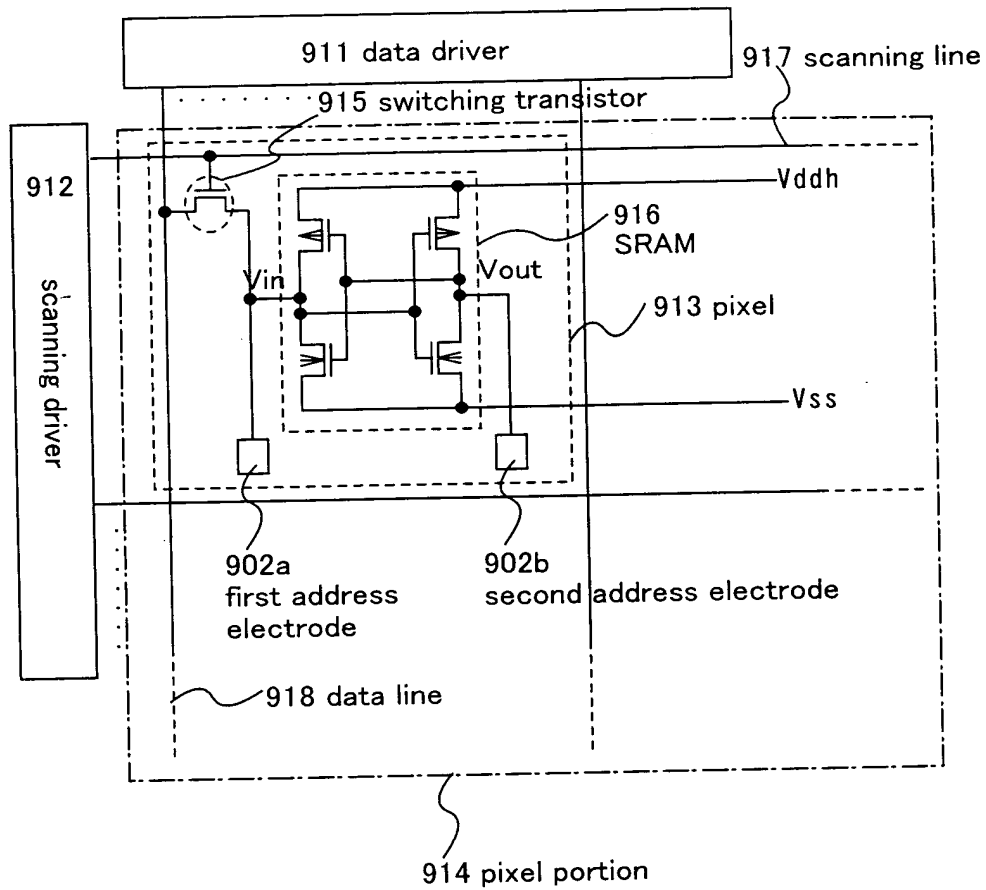 911 data driver
917 scanning line
915 switching transistor
912
scanning driver
Vddh
916
SRAM
Vin
Vout
913 pixel
Vss
902a
first address
electrode
902b
second address electrode
918 data line
914 pixel portion